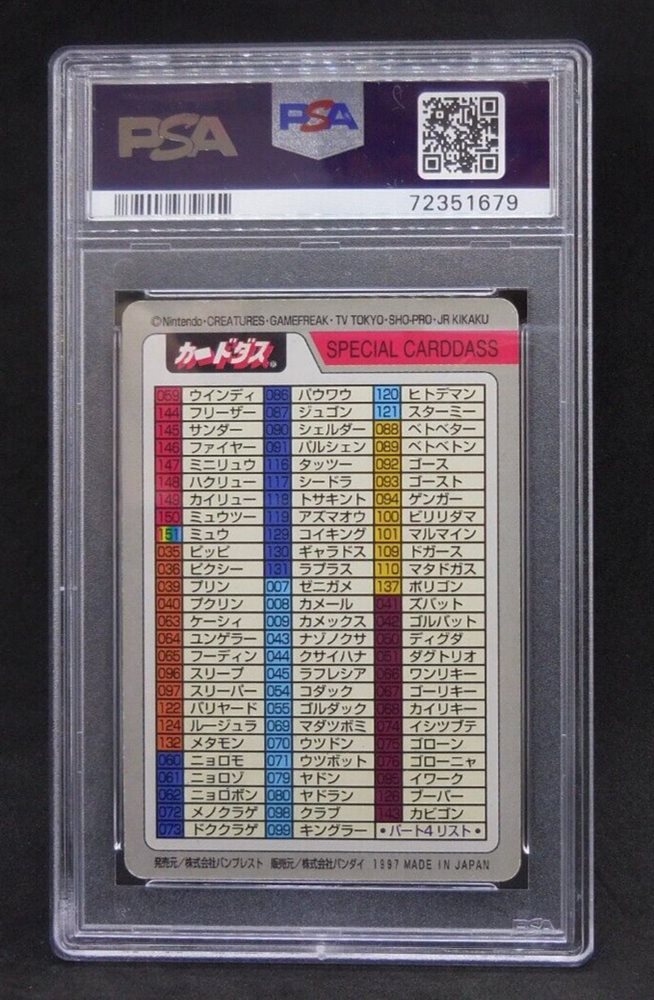 PSA
PSA
72351679
©Nintendo・CREATURES・GAMEFREAK・TV TOKYO・SHO-PRO・JR KIKAKU
カードダス®
SPECIAL CARDDASS
059 ウインディ 086 パウワウ 120 ヒトデマン
144 フリーザー 087 ジュゴン 121 スターミー
145 サンダー 090 シェルダー 088 ベトベター
146 ファイヤー 091 パルシェン 089 ベトベトン
147 ミニリュウ 116 タッツー 092 ゴース
148 ハクリュー 117 シードラ 093 ゴースト
149 カイリュー 118 トサキント 094 ゲンガー
150 ミュウツー 119 アズマオウ 100 ビリリダマ
151 ミュウ 129 コイキング 101 マルマイン
035 ピッピ 130 ギャラドス 109 ドガース
036 ピクシー 131 ラプラス 110 マタドガス
039 プリン 007 ゼニガメ 137 ポリゴン
040 プクリン 008 カメール 041 ズバット
063 ケーシィ 009 カメックス 042 ゴルバット
064 ユンゲラー 043 ナゾノクサ 050 ディグダ
065 フーディン 044 クサイハナ 051 ダグトリオ
096 スリープ 045 ラフレシア 066 ワンリキー
097 スリーパー 054 コダック 067 ゴーリキー
122 バリヤード 055 ゴルダック 068 カイリキー
124 ルージュラ 069 マダツボミ 074 イシツブテ
132 メタモン 070 ウツドン 075 ゴローン
060 ニョロモ 071 ウツボット 076 ゴローニャ
061 ニョロゾ 079 ヤドン 095 イワーク
062 ニョロボン 080 ヤドラン 126 ブーバー
072 メノクラゲ 098 クラブ 143 カビゴン
073 ドククラゲ 099 キングラー ・パート4 リスト・
発売元/株式会社バンプレスト 販売元/株式会社バンダイ 1997 MADE IN JAPAN
PSA